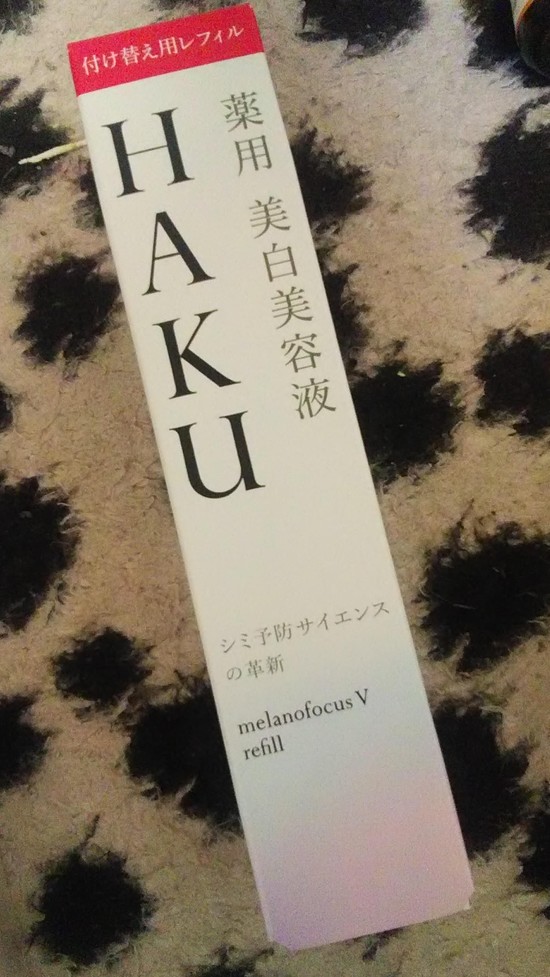 付け替え用レフィル
HAKU
薬用 美白美容液
シミ予防サイエンス
の革新
melanofocus V
refill